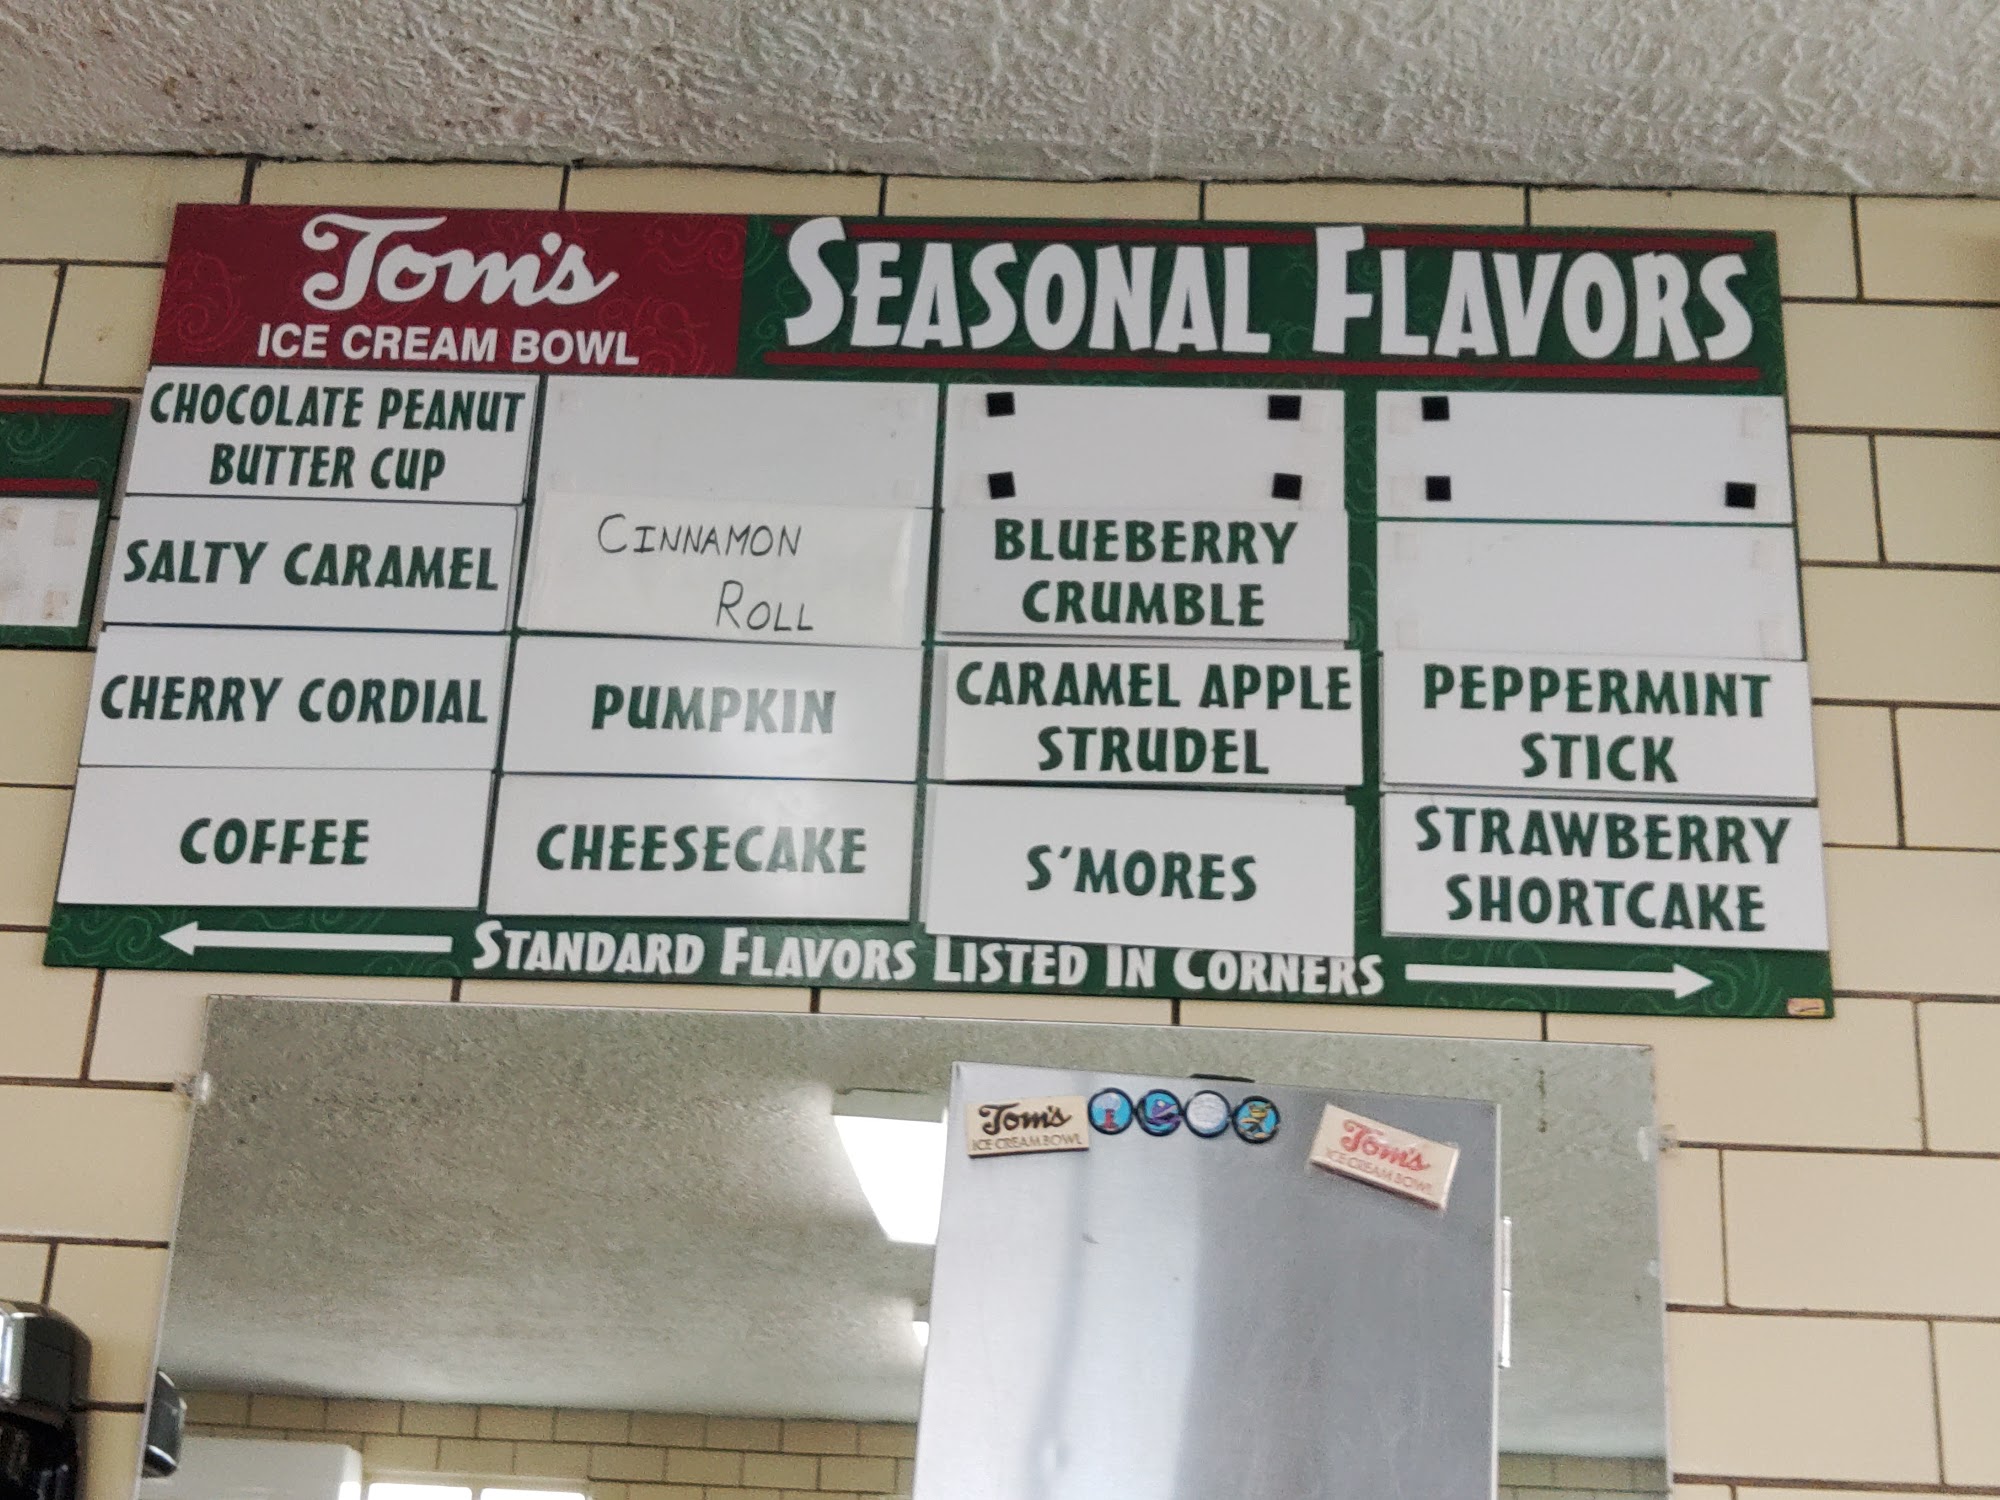 Tom's
ICE CREAM BOWL
SEASONAL FLAVORS
CHOCOLATE PEANUT
BUTTER CUP
SALTY CARAMEL
CINNAMON
ROLL
BLUEBERRY
CRUMBLE
CHERRY CORDIAL
PUMPKIN
CARAMEL APPLE
STRUDEL
PEPPERMINT
STICK
COFFEE
CHEESECAKE
S'MORES
STRAWBERRY
SHORTCAKE
STANDARD FLAVORS LISTED IN CORNERS
Tom's
ICE CREAM BOWL
Tom's
ICE CREAM BOWL